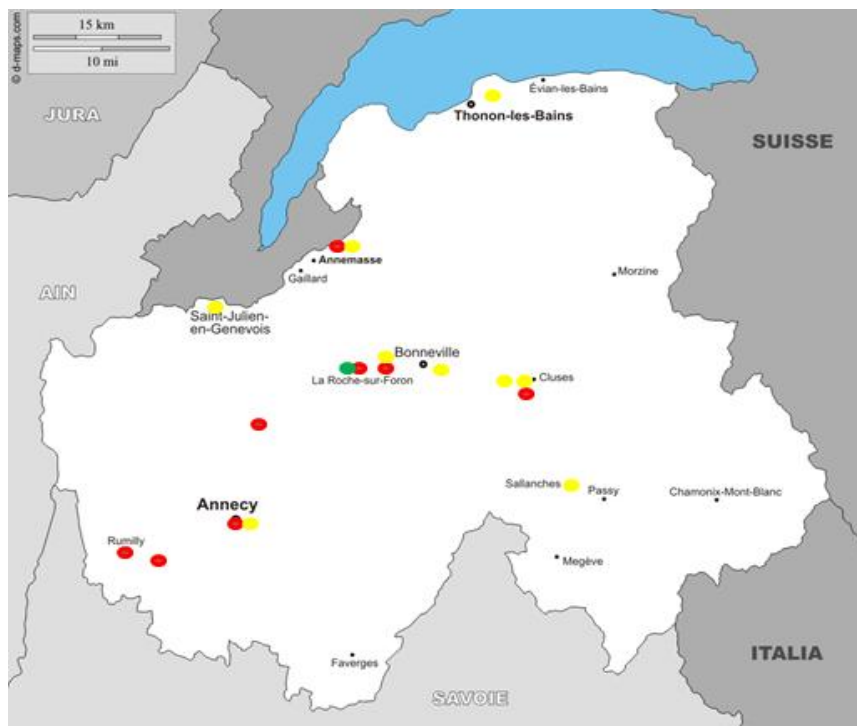 15 km
10 mi
© d-maps.com
JURA
Évian-les-Bains
Thonon-les-Bains
SUISSE
Annemasse
Gaillard
Morzine
AIN
Saint-Julien-
en-Genevois
Bonneville
La Roche-sur-Foron
Cluses
Sallanches
Passy
Chamonix-Mont-Blanc
Annecy
Rumilly
Megève
Faverges
ITALIA
SAVOIE